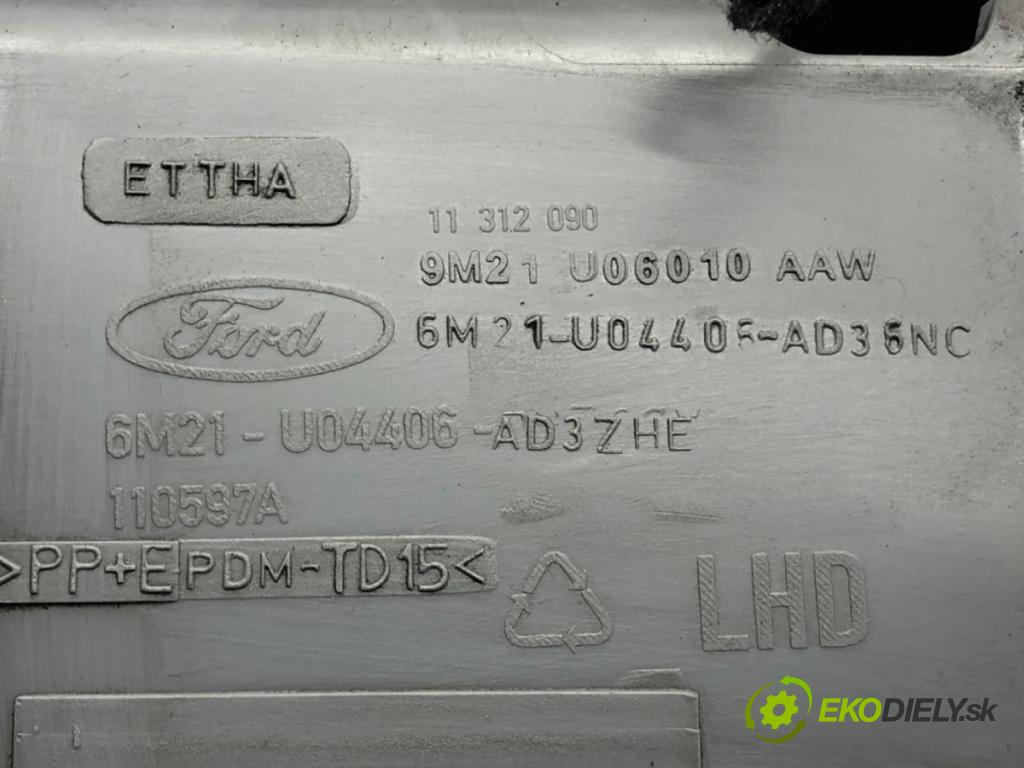 ETTHA
11 312 090
9M21 U06010 AAW
Ford
6M21-U04406-AD36NC
6M21-U04406-AD3ZHE
110597A
>PP+EPDM-TD15<
LHD
EKODIELY.sk